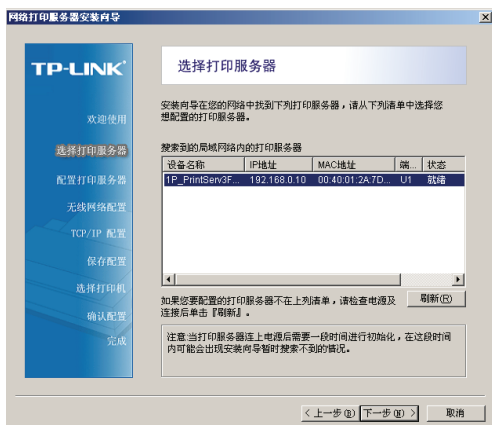 网络打印服务器安装向导
TP-LINK
欢迎使用
选择打印服务器
配置打印服务器
无线网络配置
TCP/IP 配置
保存配置
选择打印机
确认配置
完成
选择打印服务器
安装向导在您的网络中找到下列打印服务器，请从下列清单中选择您
想配置的打印服务器。
搜索到的局域网络内的打印服务器
设备名称 IP地址 MAC地址 端... 状态
1P_PrintServ3F... 192.168.0.10 00:40:01:2A:7D... U1 就绪
如果您要配置的打印服务器不在上列清单，请检查电源及
连接后单击『刷新』。
刷新(R)
注意:当打印服务器连上电源后需要一段时间进行初始化，在这段时间
内可能会出现安装向导暂时搜索不到的情况。
< 上一步(B) 下一步(N) > 取消